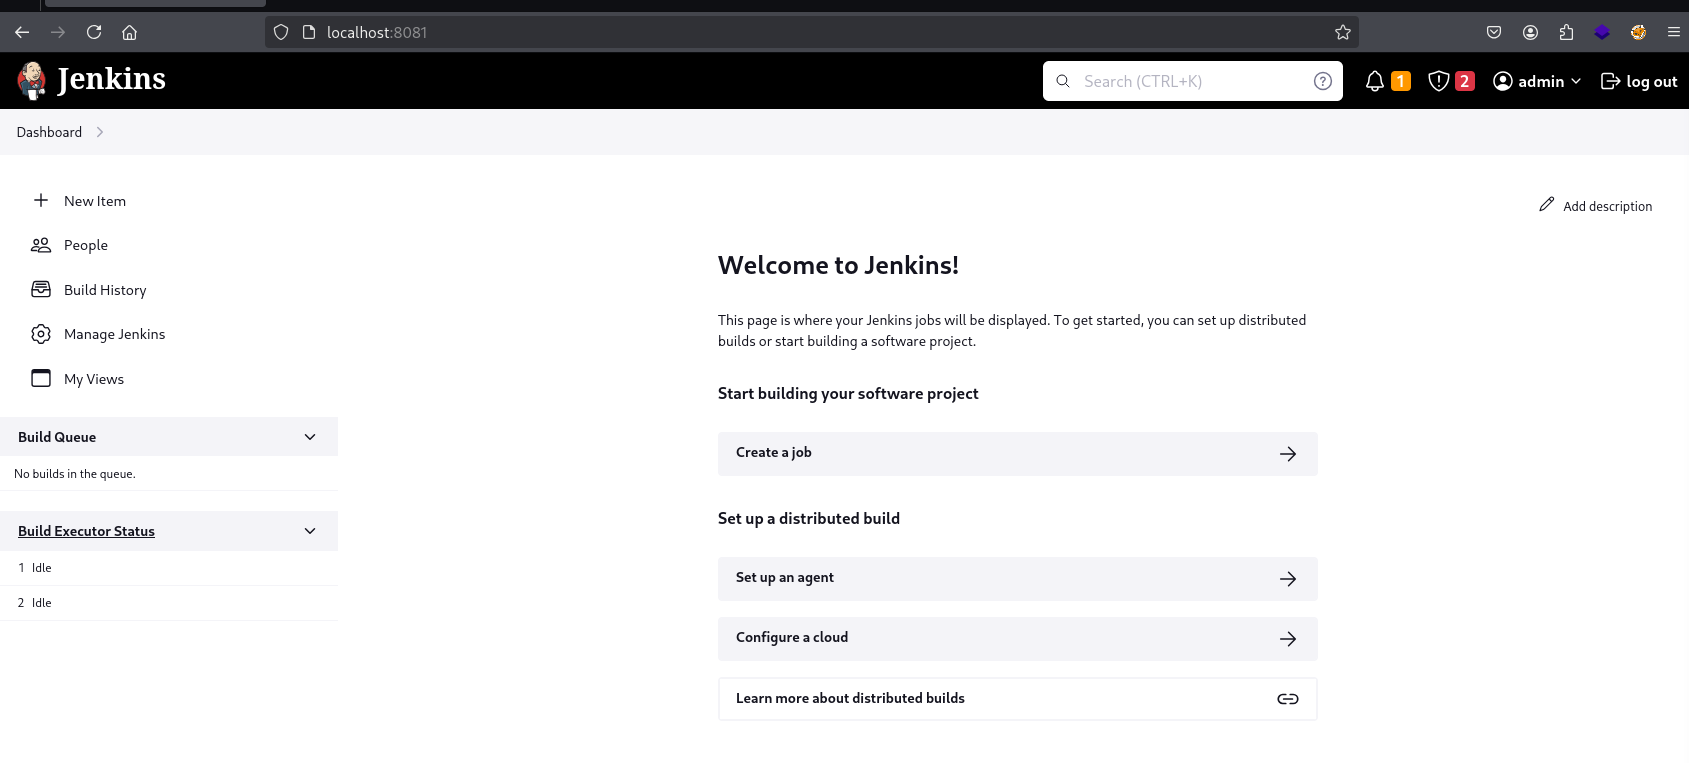 localhost:8081
Jenkins
Search (CTRL+K)
1
2
admin
log out
Dashboard
New Item
People
Build History
Manage Jenkins
My Views
Build Queue
No builds in the queue.
Build Executor Status
1 Idle
2 Idle
Add description
Welcome to Jenkins!
This page is where your Jenkins jobs will be displayed. To get started, you can set up distributed
builds or start building a software project.
Start building your software project
Create a job
Set up a distributed build
Set up an agent
Configure a cloud
Learn more about distributed builds